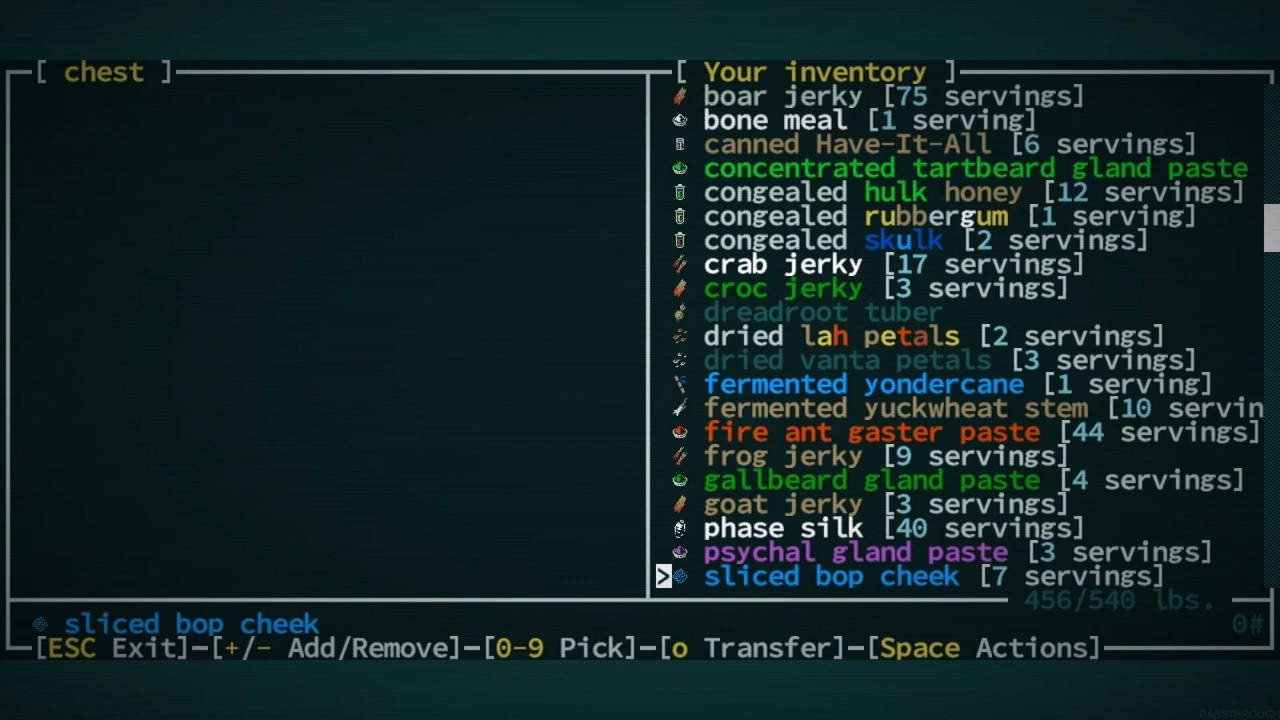 [ chest ]
[ Your inventory ]
boar jerky [75 servings]
bone meal [1 serving]
canned Have-It-All [6 servings]
concentrated tartbeard gland paste
congealed hulk honey [12 servings]
congealed rubbergum [1 serving]
congealed skulk [2 servings]
crab jerky [17 servings]
croc jerky [3 servings]
dreadroot tuber
dried lah petals [2 servings]
dried vanta petals [3 servings]
fermented yondercane [1 serving]
fermented yuckwheat stem [10 servin
fire ant gaster paste [44 servings]
frog jerky [9 servings]
gallbeard gland paste [4 servings]
goat jerky [3 servings]
phase silk [40 servings]
psychal gland paste [3 servings]
> sliced bop cheek [7 servings]
456/540 lbs.
sliced bop cheek
0#
[ESC Exit]-[+/- Add/Remove]-[0-9 Pick]-[o Transfer]-[Space Actions]